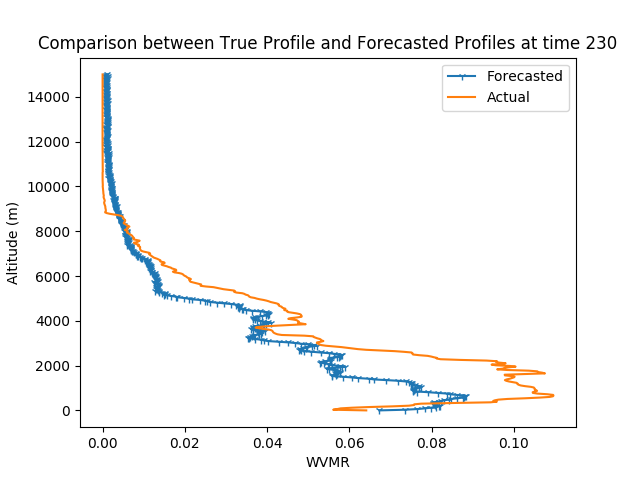 Comparison between True Profile and Forecasted Profiles at time 230
Forecasted
Actual
14000
12000
10000
8000
6000
4000
2000
0
Altitude (m)
0.00 0.02 0.04 0.06 0.08 0.10
WVMR